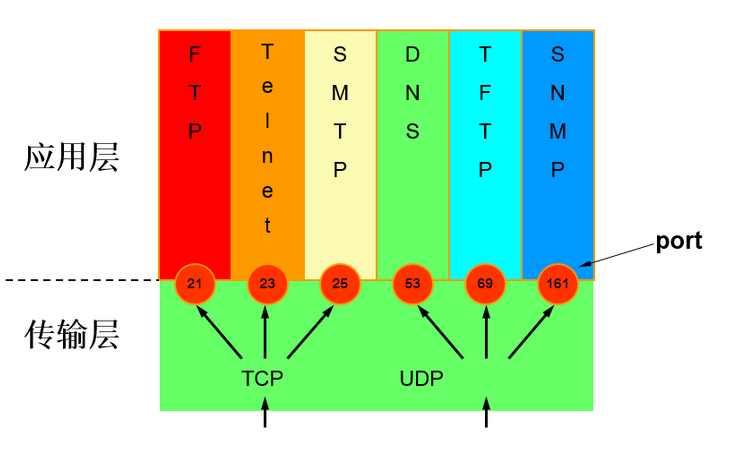 FTP
Telnet
SMTP
DNS
TFTP
SNMP
应用层
port
21
23
25
53
69
161
传输层
TCP
UDP